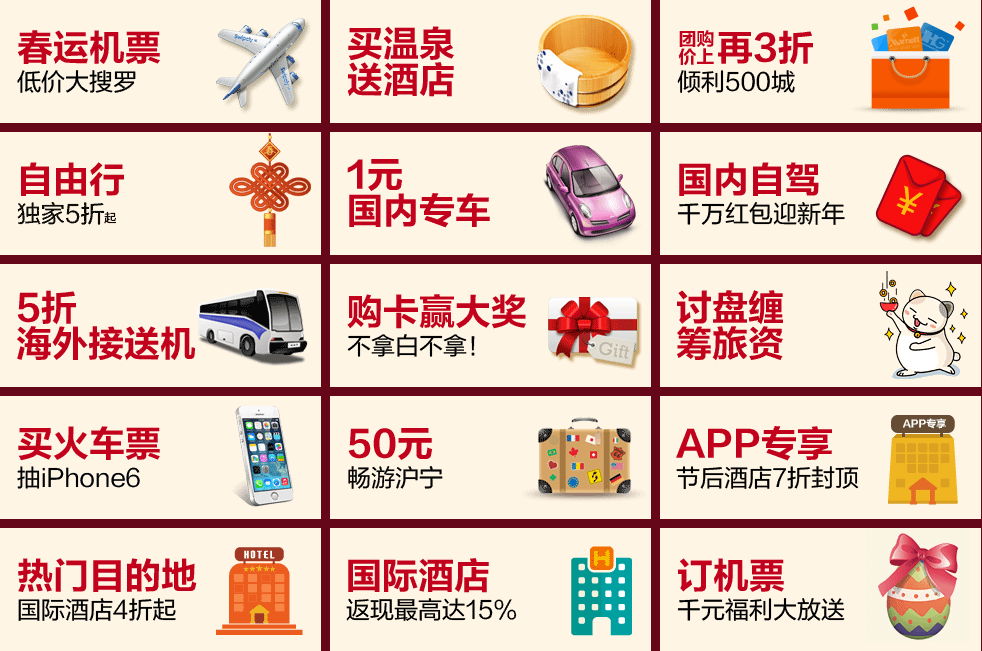 春运机票
低价大搜罗
买温泉
送酒店
团购
价上
再3折
倾利500城
自由行
独家5折起
1元
国内专车
国内自驾
千万红包迎新年
5折
海外接送机
购卡赢大奖
不拿白不拿!
Gift
讨盘缠
筹旅资
买火车票
抽iPhone6
50元
畅游沪宁
APP专享
节后酒店7折封顶
APP专享
热门目的地
国际酒店4折起
HOTEL
国际酒店
返现最高达15%
H
订机票
千元福利大放送